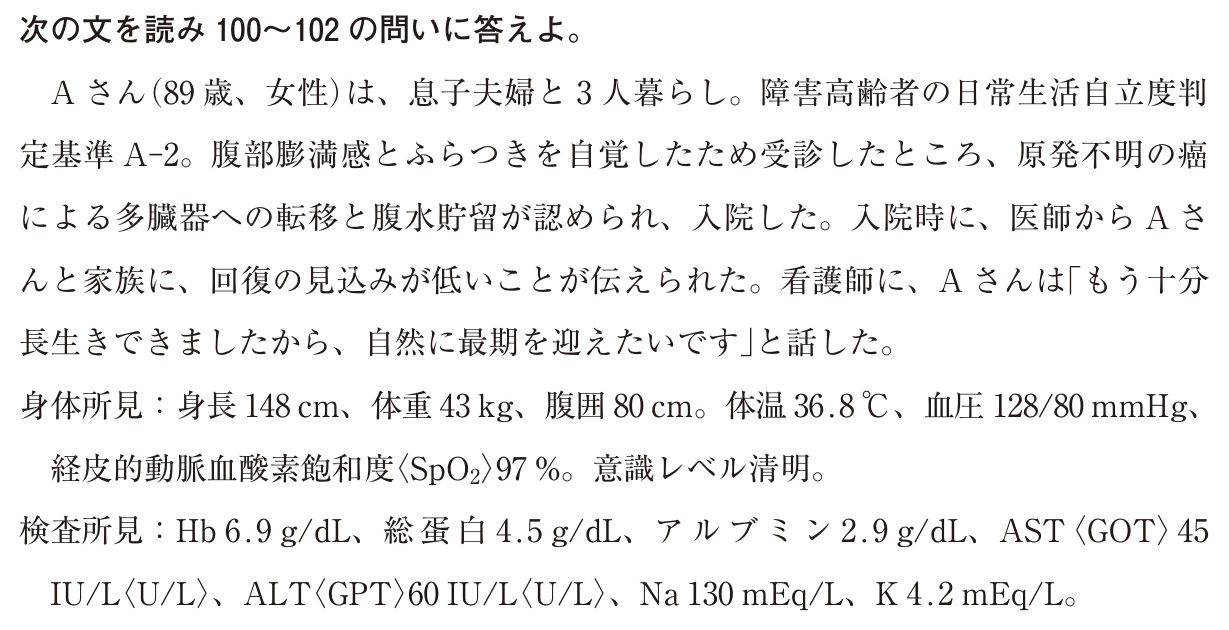 次の文を読み 100～102 の問いに答えよ。
A さん(89 歳、女性)は、息子夫婦と 3 人暮らし。障害高齢者の日常生活自立度判
定基準 A-2。腹部膨満感とふらつきを自覚したため受診したところ、原発不明の癌
による多臓器への転移と腹水貯留が認められ、入院した。入院時に、医師から A さ
んと家族に、回復の見込みが低いことが伝えられた。看護師に、A さんは「もう十分
長生きできましたから、自然に最期を迎えたいです」と話した。
身体所見：身長 148 cm、体重 43 kg、腹囲 80 cm。体温 36.8 ℃、血圧 128/80 mmHg、
経皮的動脈血酸素飽和度〈SpO₂〉97 %。意識レベル清明。
検査所見：Hb 6.9 g/dL、総蛋白 4.5 g/dL、アルブミン 2.9 g/dL、AST〈GOT〉45
IU/L〈U/L〉、ALT〈GPT〉60 IU/L〈U/L〉、Na 130 mEq/L、K 4.2 mEq/L。